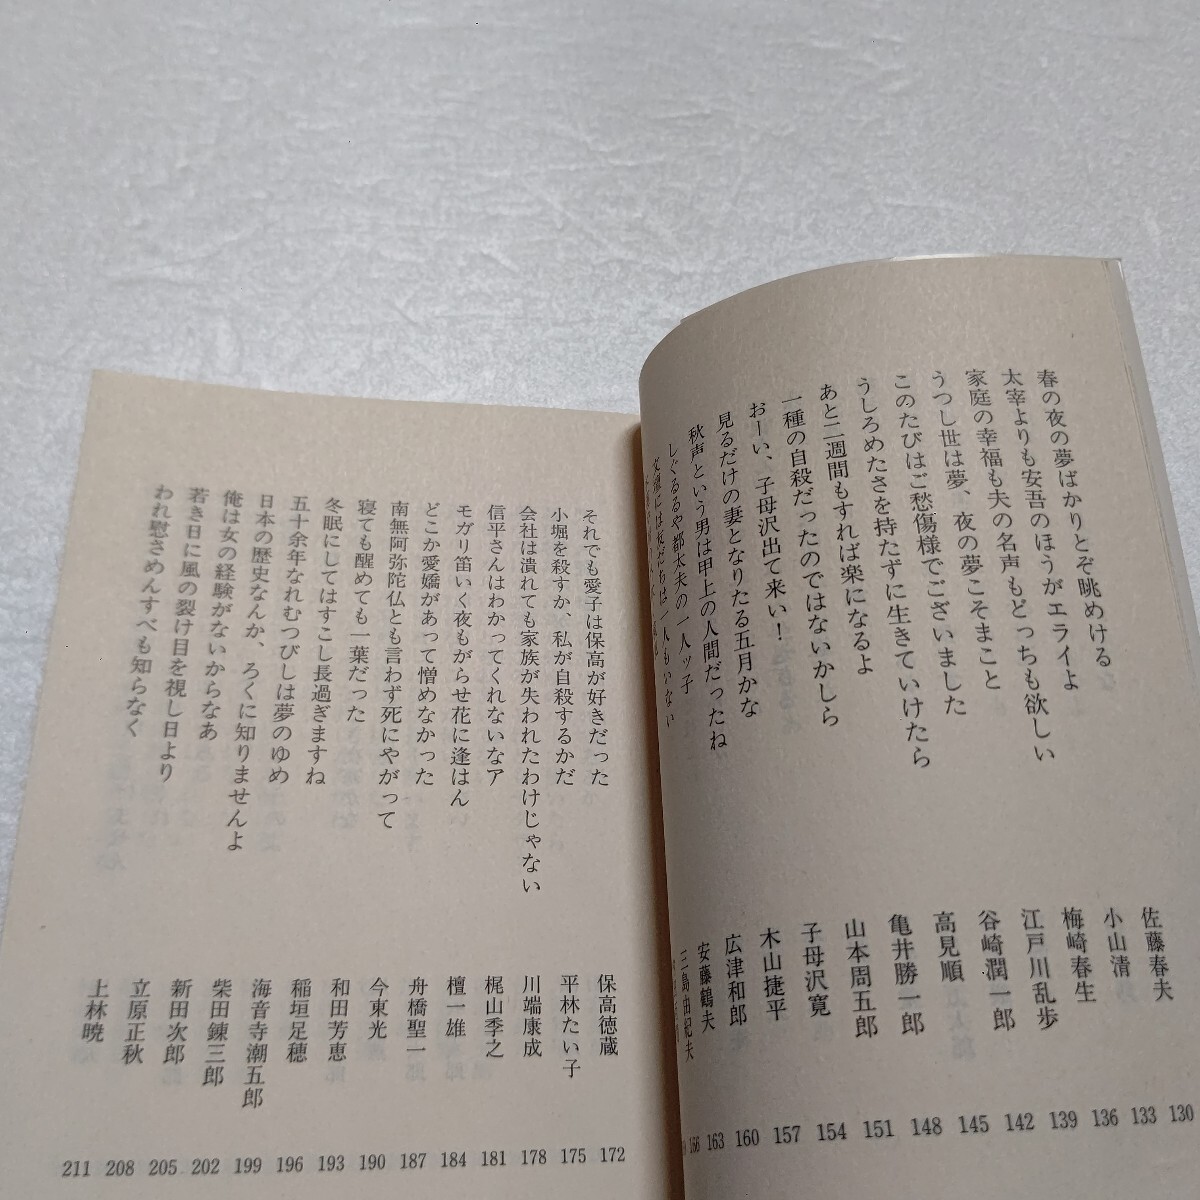 春の夜の夢ばかりとぞ眺めける 佐藤春夫 130
太宰よりも安吾のほうがエライよ 小山清 133
家庭の幸福も夫の名声もどっちも欲しい 梅崎春生 136
うつし世は夢、夜の夢こそまこと 江戸川乱歩 139
このたびはご愁傷様でございました 谷崎潤一郎 142
うしろめたさを持たずに生きていけたら 高見順 145
あと二週間もすれば楽になるよ 亀井勝一郎 148
一種の自殺だったのではないかしら 山本周五郎 151
おーい、子母沢出て来い! 子母沢寛 154
見るだけの妻となりたる五月かな 木山捷平 157
秋声という男は甲上の人間だったね 広津和郎 160
しぐるるや都太夫の一人ッ子 安藤鶴夫 163
文壇には友だちは一人もいない 三島由紀夫 166
それでも愛子は保高が好きだった 保高徳蔵 172
小堀を殺すか、私が自殺するかだ 平林たい子 175
会社は潰れても家族が失われたわけじゃない 川端康成 178
信平さんはわかってくれないなア 梶山季之 181
モガリ笛いく夜もがらせ花に逢はん 檀一雄 184
どこか愛嬌があって憎めなかった 舟橋聖一 187
南無阿弥陀仏とも言わず死にやがって 今東光 190
寝ても醒めても一葉だった 和田芳恵 193
冬眠にしてはすこし長過ぎますね 稲垣足穂 196
五十余年なれむつびしは夢のゆめ 海音寺潮五郎 199
日本の歴史なんか、ろくに知りませんよ 柴田錬三郎 202
俺は女の経験がないからなあ 新田次郎 205
若き日に風の裂け目を視し日より 立原正秋 208
われ慰さめんすべも知らなく 上林暁 211